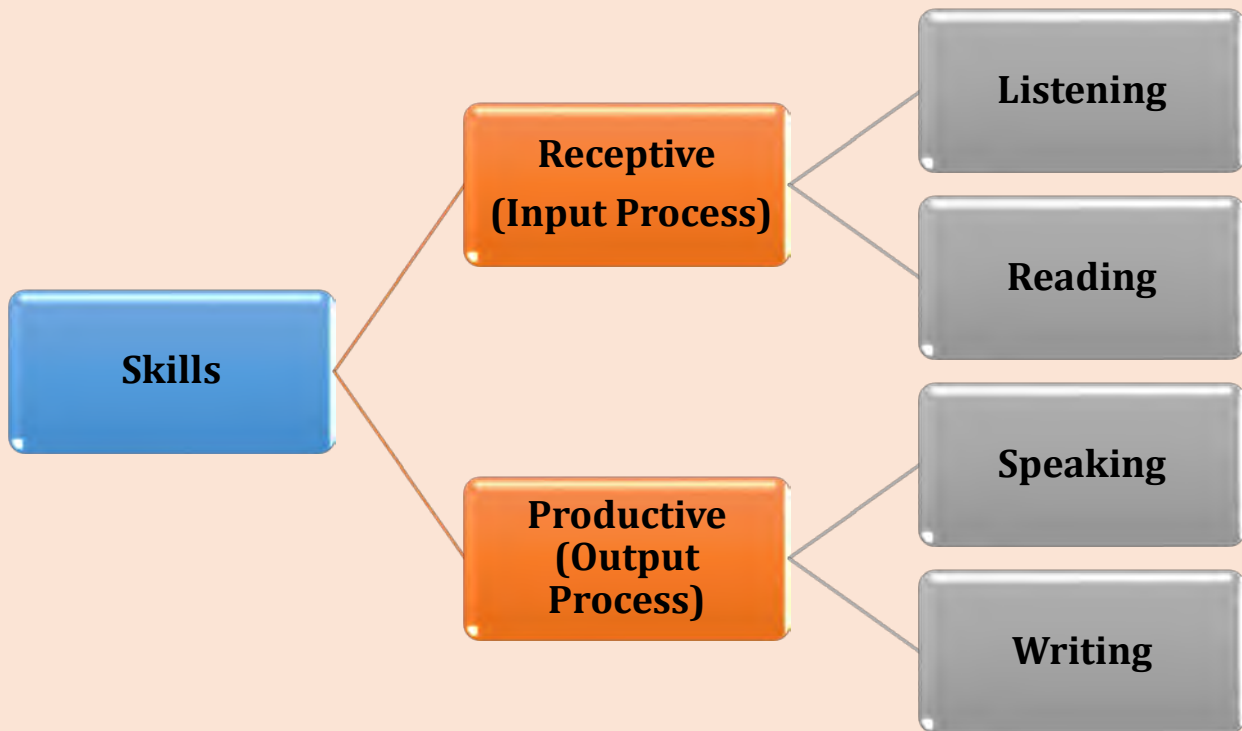 Skills
Receptive
(Input Process)
Listening
Reading
Productive
(Output
Process)
Speaking
Writing